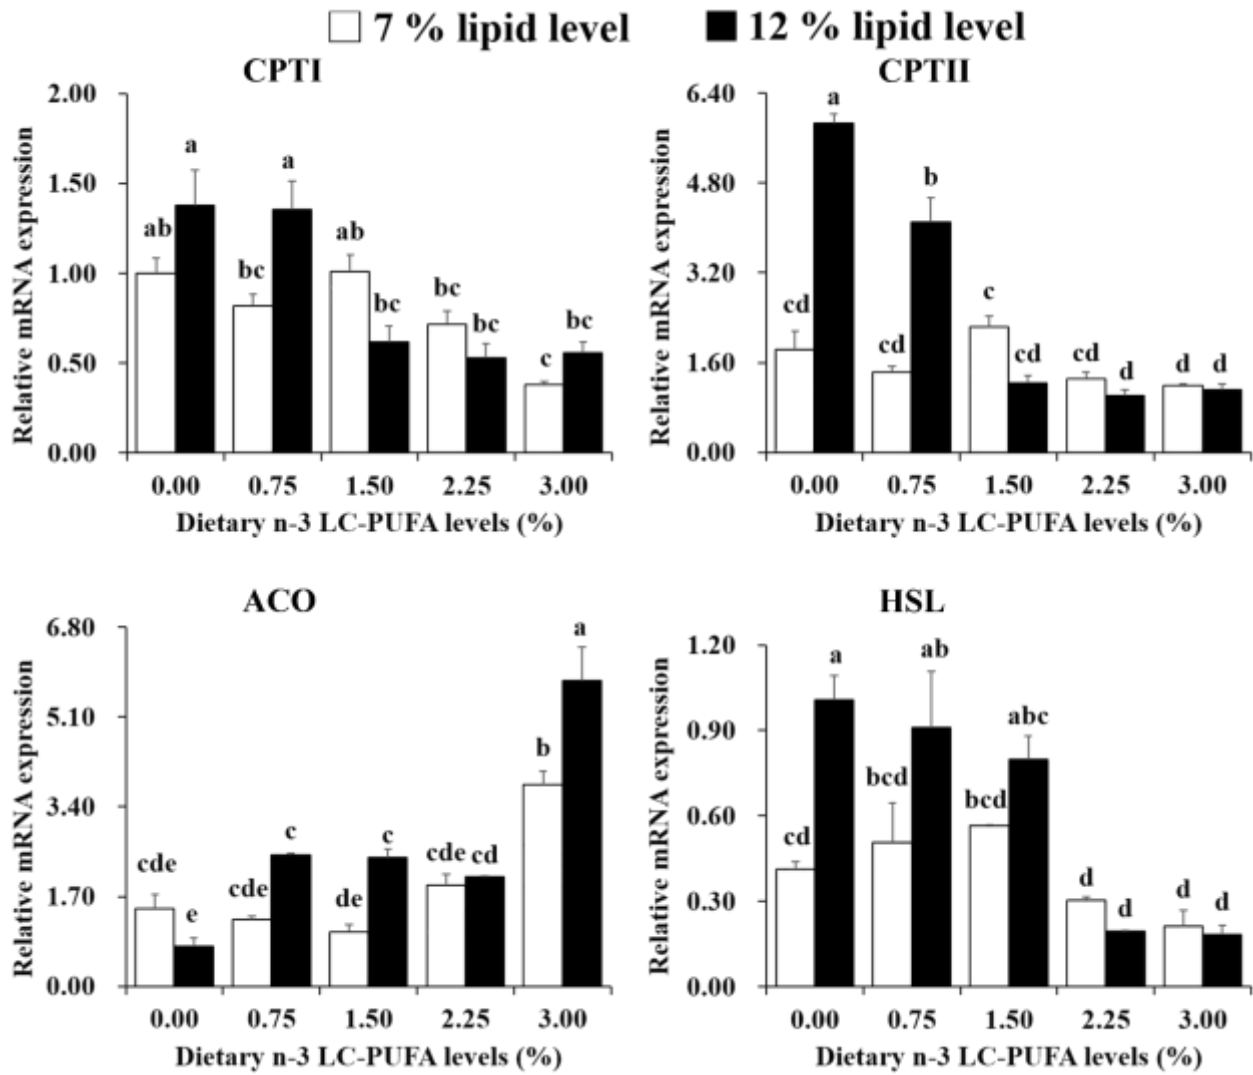 7 % lipid level 12 % lipid level
CPTI
Relative mRNA expression
2.00
1.50
1.00
0.50
0.00
ab a bc a ab bc bc bc c bc
0.00 0.75 1.50 2.25 3.00
Dietary n-3 LC-PUFA levels (%)
CPTII
Relative mRNA expression
6.40
4.80
3.20
1.60
0.00
cd a cd b c cd cd d d d
0.00 0.75 1.50 2.25 3.00
Dietary n-3 LC-PUFA levels (%)
ACO
Relative mRNA expression
6.80
5.10
3.40
1.70
0.00
cde e cde c de c cde cd b a
0.00 0.75 1.50 2.25 3.00
Dietary n-3 LC-PUFA levels (%)
HSL
Relative mRNA expression
1.20
0.90
0.60
0.30
0.00
cd a bcd ab bcd abc d d d d
0.00 0.75 1.50 2.25 3.00
Dietary n-3 LC-PUFA levels (%)